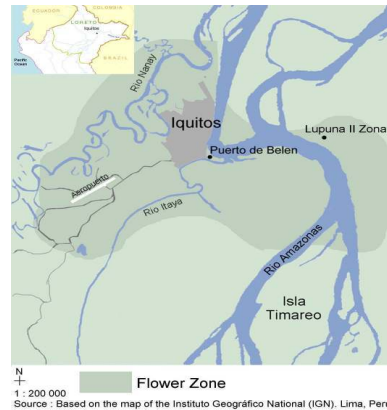 ECUADOR
COLOMBIA
LORETO
Iquitos
Pacific
Ocean
BRAZIL
Rio Nanay
Iquitos
Lupuna II Zona
Puerto de Belen
Aeropuerto
Rio Itaya
Rio Amazonas
Isla
Timareo
N
1 : 200 000
Flower Zone
Source : Based on the map of the Instituto Geográfico National (IGN). Lima, Peru